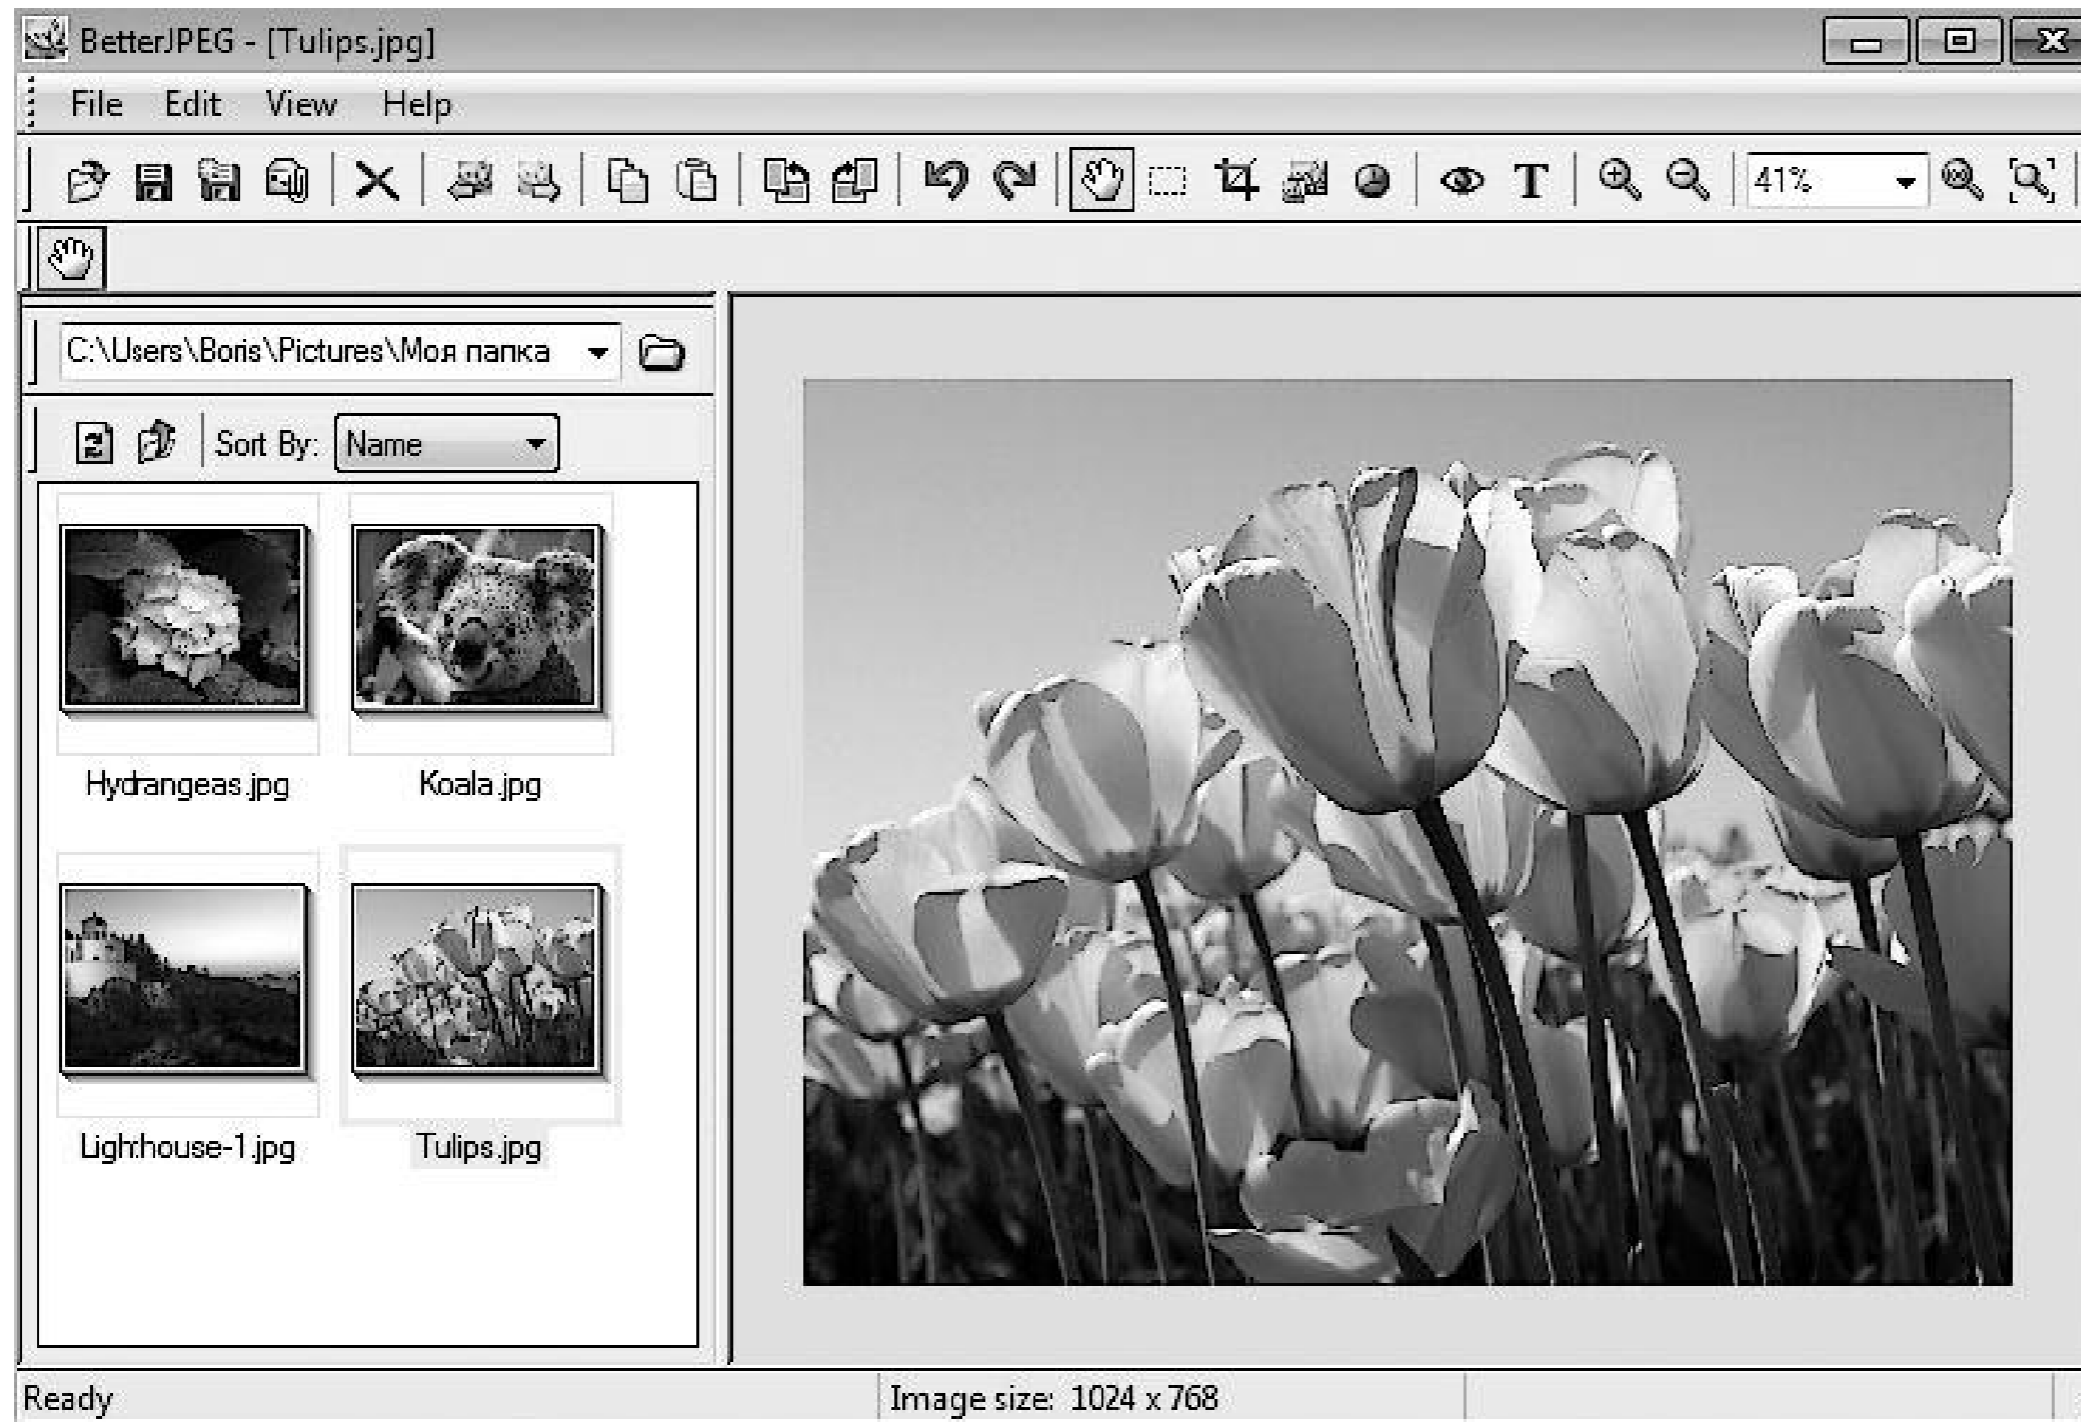 BetterJPEG - [Tulips.jpg]
File Edit View Help
T 41%
C:\Users\Boris\Pictures\Моя папка
Sort By: Name
Hydrangeas.jpg Koala.jpg
Lighthouse-1.jpg Tulips.jpg
Ready Image size: 1024 x 768